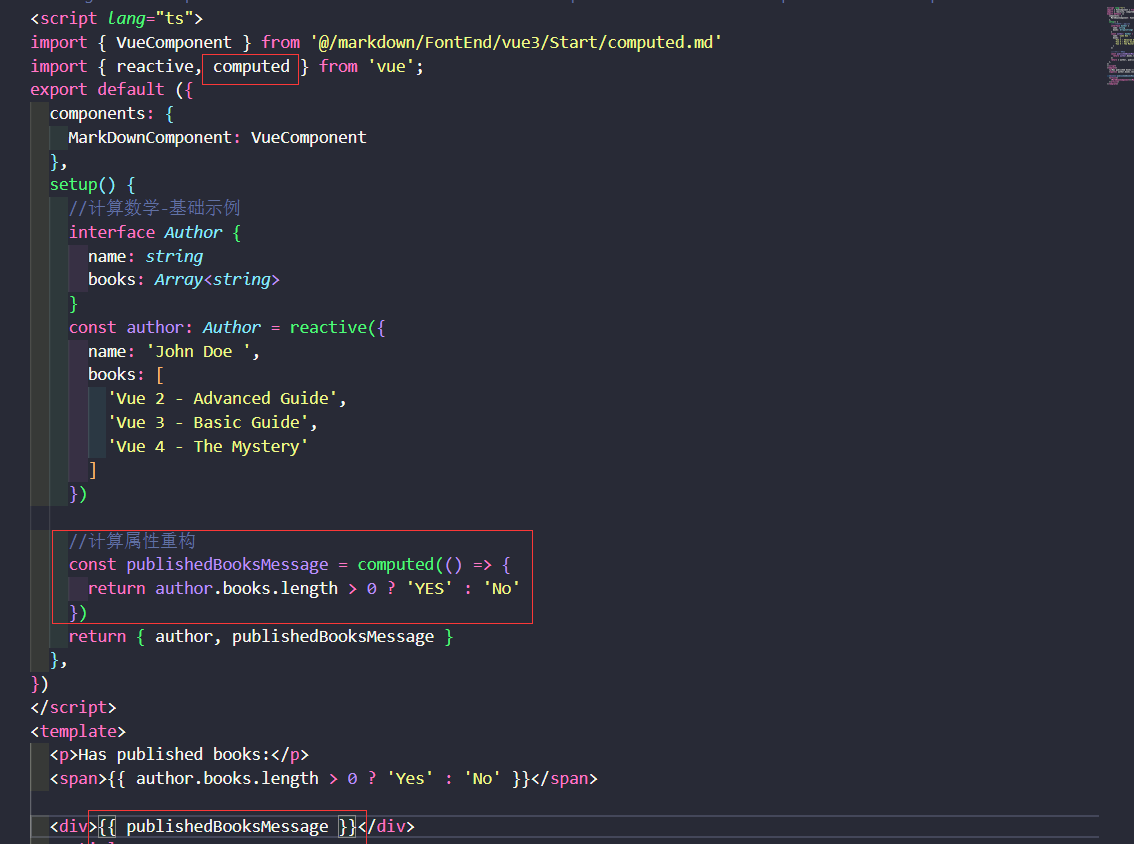 <script lang="ts">
import { VueComponent } from '@/markdown/FontEnd/vue3/Start/computed.md'
import { reactive, computed } from 'vue';
export default ({
components: {
MarkDownComponent: VueComponent
},
setup() {
//计算数学-基础示例
interface Author {
name: string
books: Array<string>
}
const author: Author = reactive({
name: 'John Doe ',
books: [
'Vue 2 - Advanced Guide',
'Vue 3 - Basic Guide',
'Vue 4 - The Mystery'
]
})
//计算属性重构
const publishedBooksMessage = computed(() => {
return author.books.length > 0 ? 'YES' : 'No'
})
return { author, publishedBooksMessage }
},
})
</script>
<template>
<p>Has published books:</p>
<span>{{ author.books.length > 0 ? 'Yes' : 'No' }}</span>
<div>{{ publishedBooksMessage }}</div>